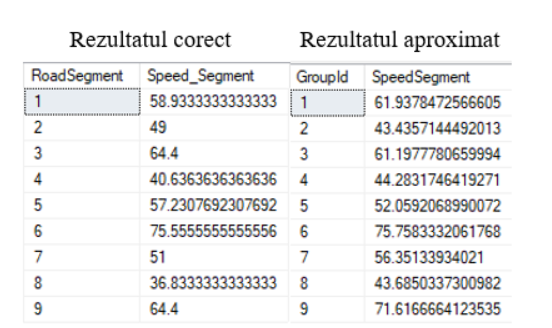 Rezultatul corect Rezultatul aproximat
RoadSegment Speed_Segment GroupId SpeedSegment
1 58.9333333333333 1 61.9378472566605
2 49 2 43.4357144492013
3 64.4 3 61.1977780659994
4 40.6363636363636 4 44.2831746419271
5 57.2307692307692 5 52.0592068990072
6 75.5555555555556 6 75.7583332061768
7 51 7 56.35133934021
8 36.8333333333333 8 43.6850337300982
9 64.4 9 71.6166664123535